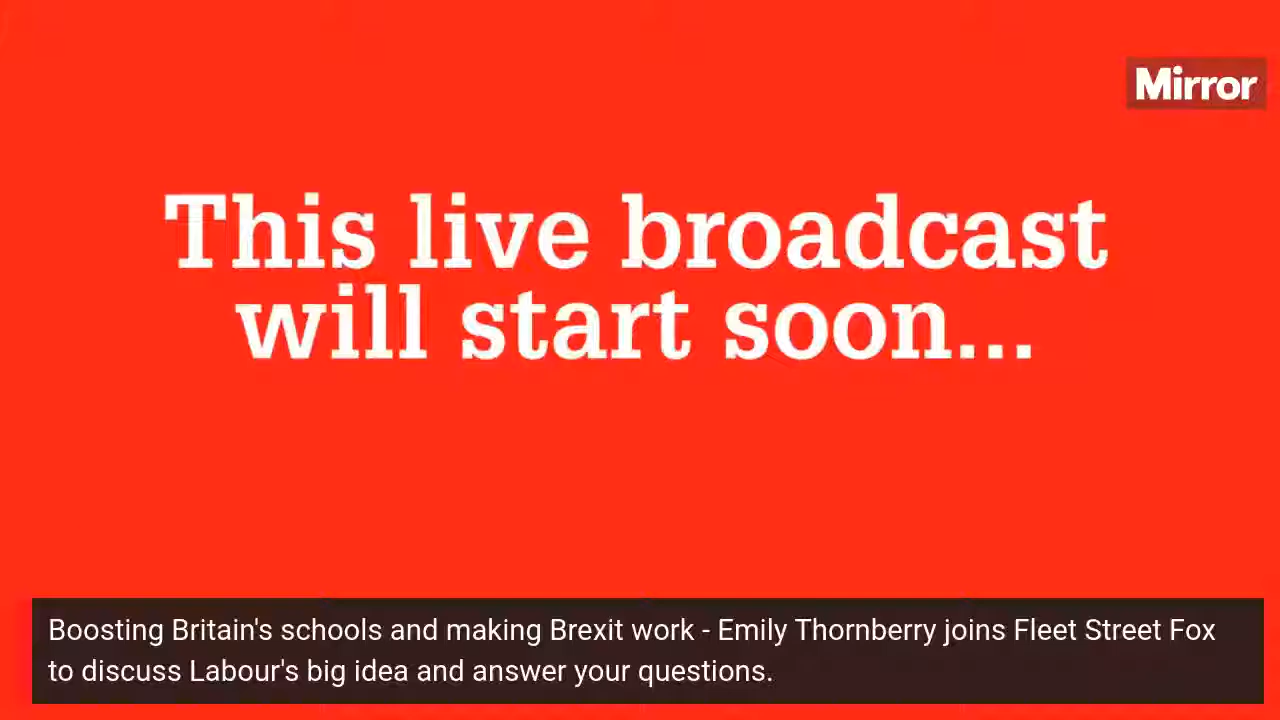 Mirror
This live broadcast
will start soon...
Boosting Britain's schools and making Brexit work - Emily Thornberry joins Fleet Street Fox
to discuss Labour's big idea and answer your questions.